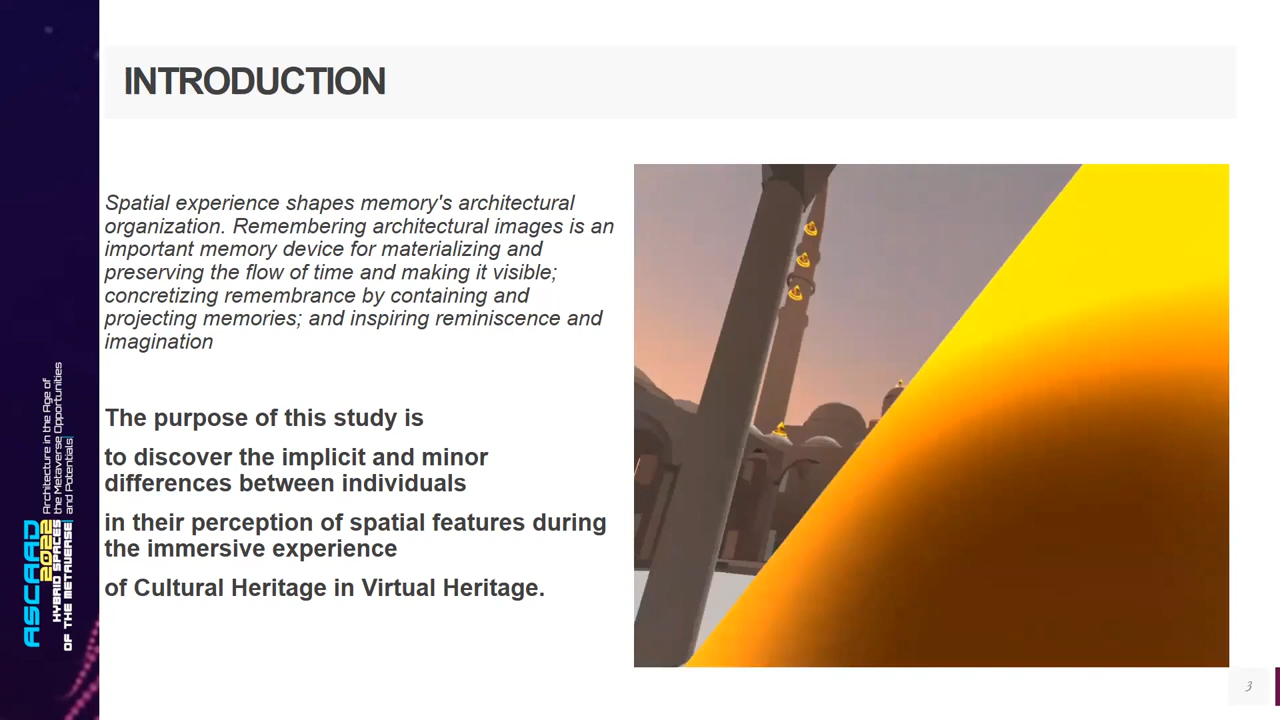 INTRODUCTION
Spatial experience shapes memory's architectural
organization. Remembering architectural images is an
important memory device for materializing and
preserving the flow of time and making it visible;
concretizing remembrance by containing and
projecting memories; and inspiring reminiscence and
imagination
The purpose of this study is
to discover the implicit and minor
differences between individuals
in their perception of spatial features during
the immersive experience
of Cultural Heritage in Virtual Heritage.
ASCAAD
2022
HYBRID SPACES
OF THE METAVERSE|
Architecture in the Age of
the Metaverse Opportunities
and Potentials|
3